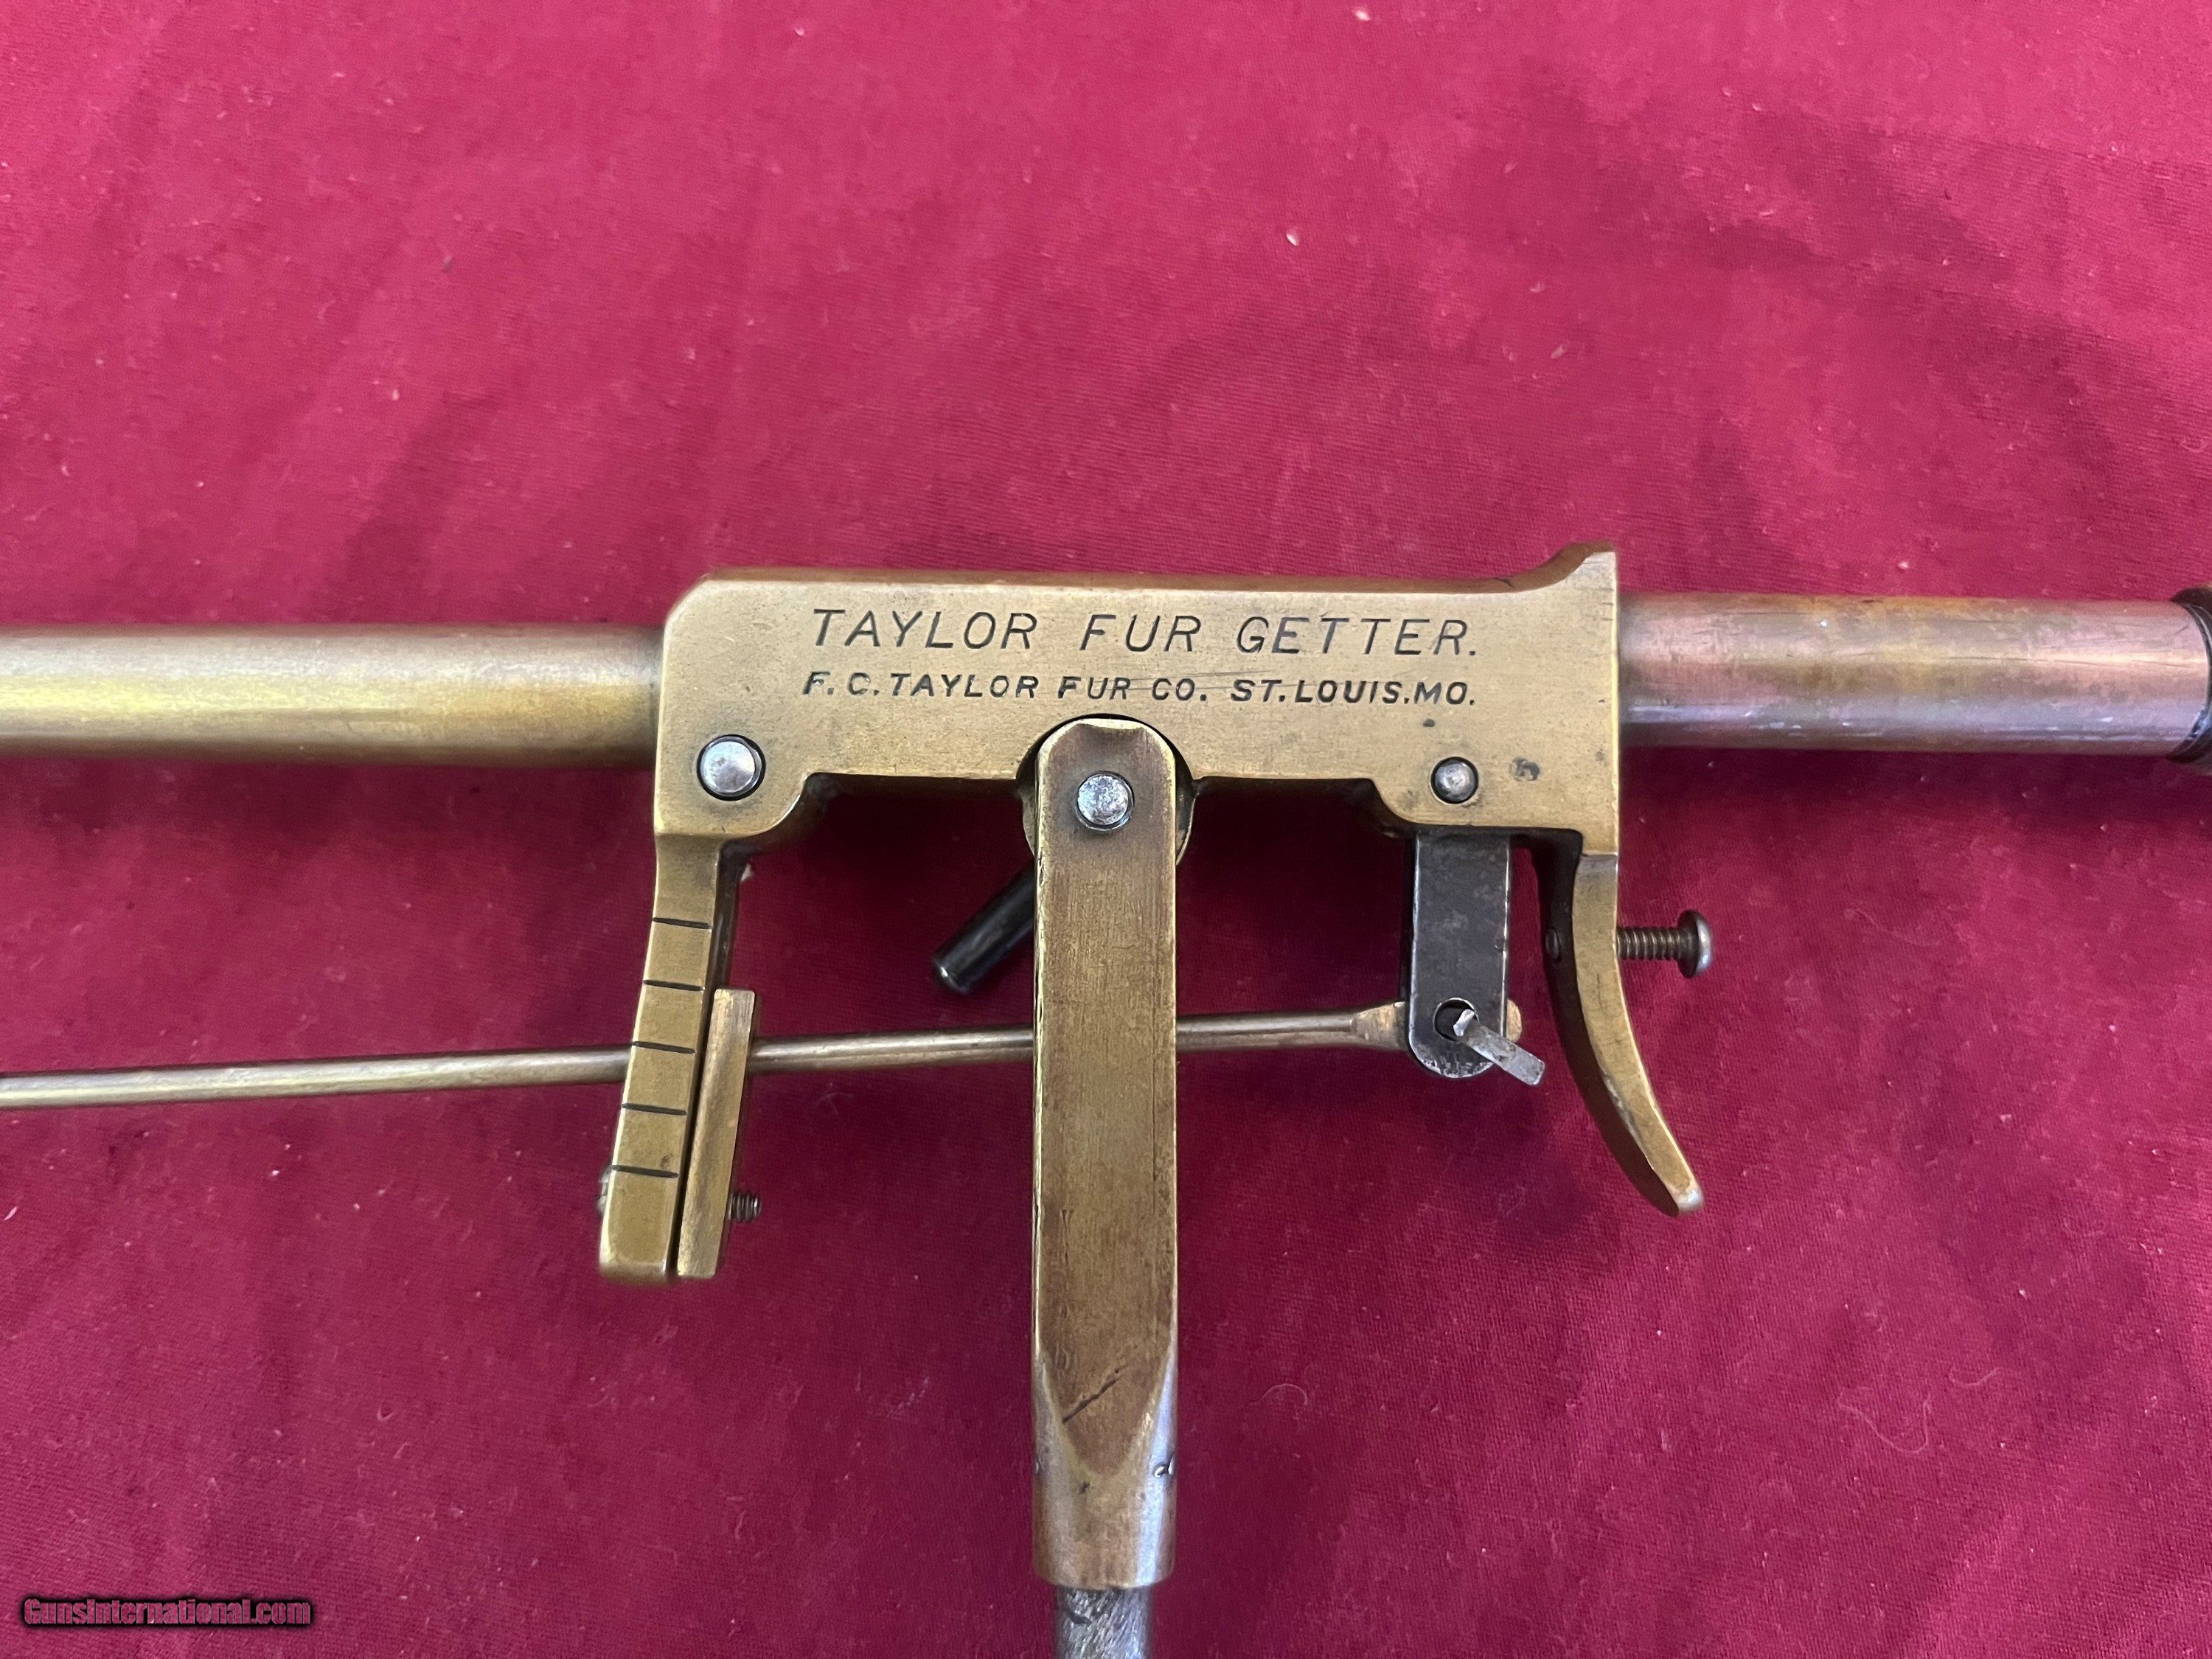 TAYLOR FUR GETTER.
F.C.TAYLOR FUR CO. ST.LOUIS.MO.
GunsInternational.com